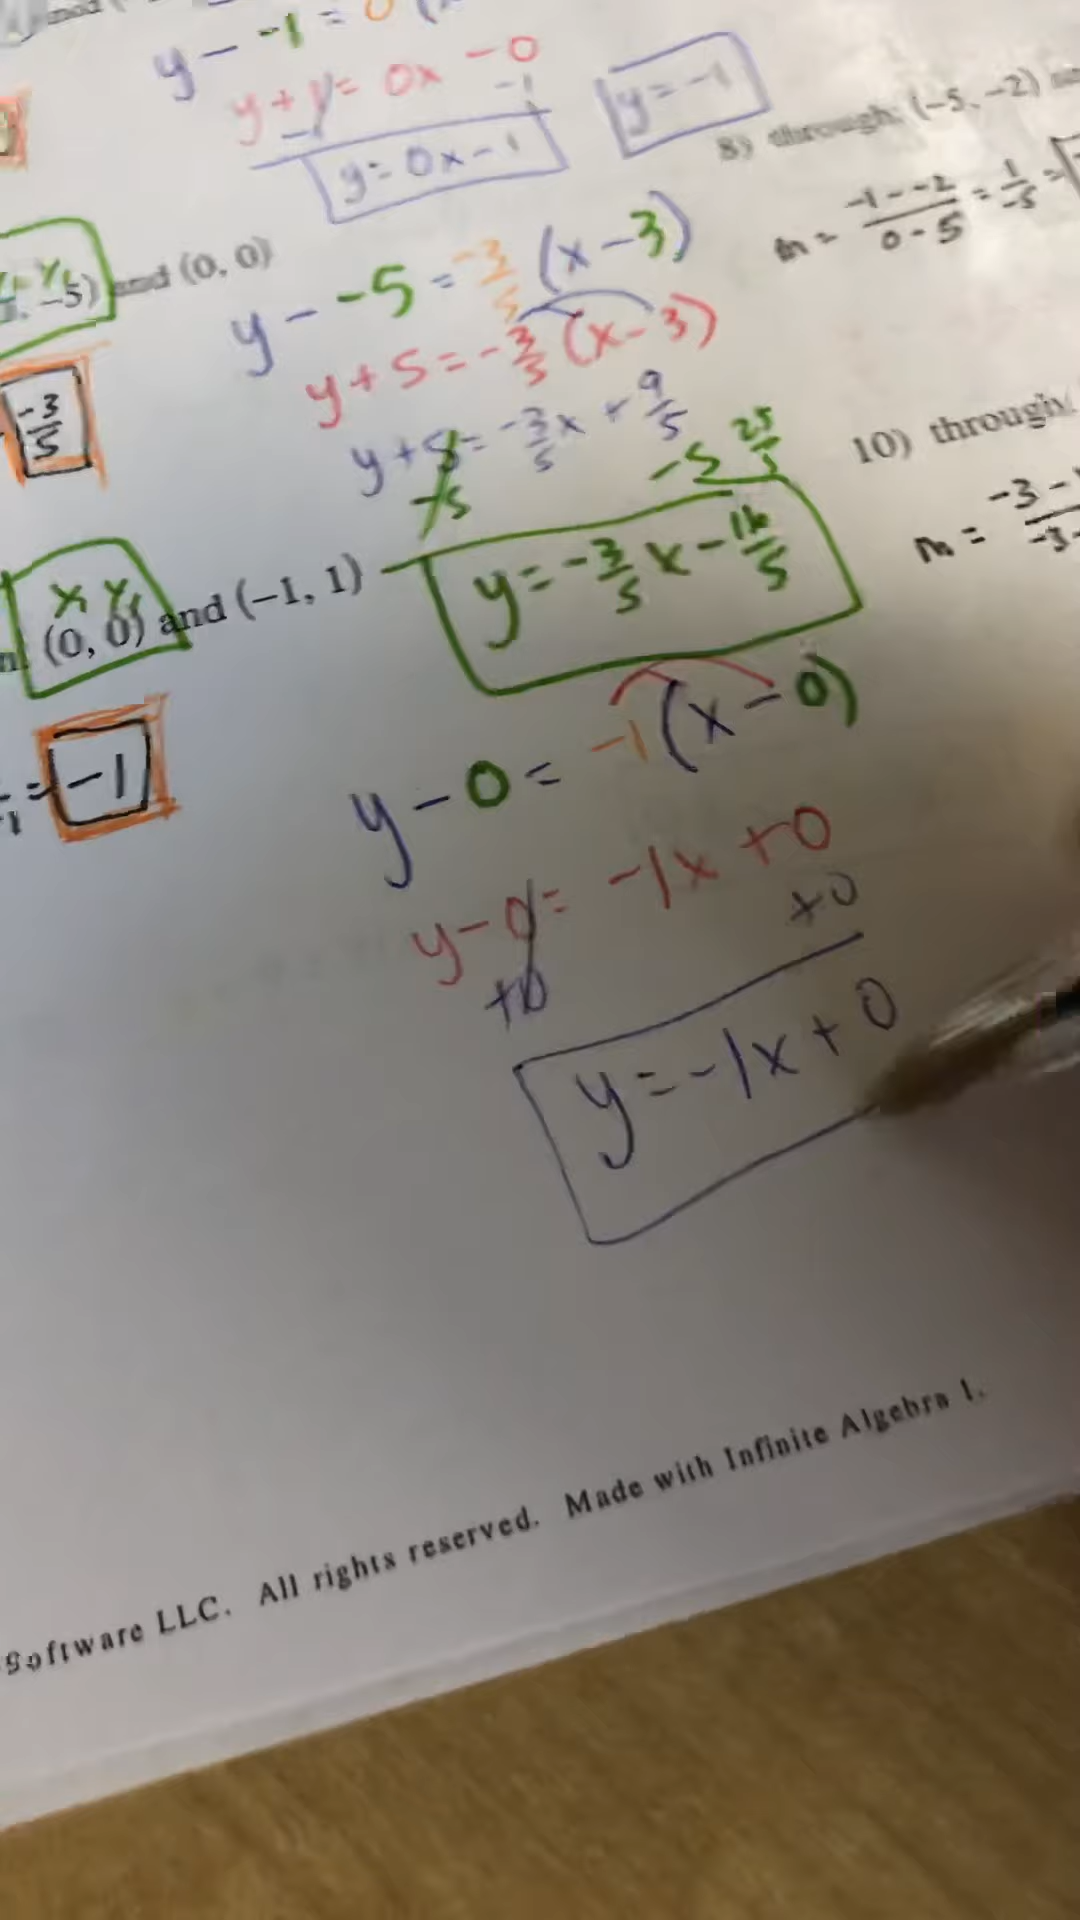 y - -1 = 0 (
y + 1 = 0x - 0
-1 -1
y = 0x - 1
y = -1
8) through: (-5, -2)
m = -1 - -2 / 0 - 5 = 1/-5 =
Y₁
, -5) and (0, 0)
y - -5 = -3/5 (x - 3)
y + 5 = -3/5 (x - 3)
-3/5
y + 5 = -3/5 x + 9/5
-5 -5 25/5
10) through:
m = -3 - / -3 -
y = -3/5 x - 16/5
X Y₁
(0, 0) and (-1, 1)
y - 0 = -1 (x - 0)
= -1
y - 0 = -1x + 0
+0 +0
y = -1x + 0
Software LLC. All rights reserved. Made with Infinite Algebra 1.